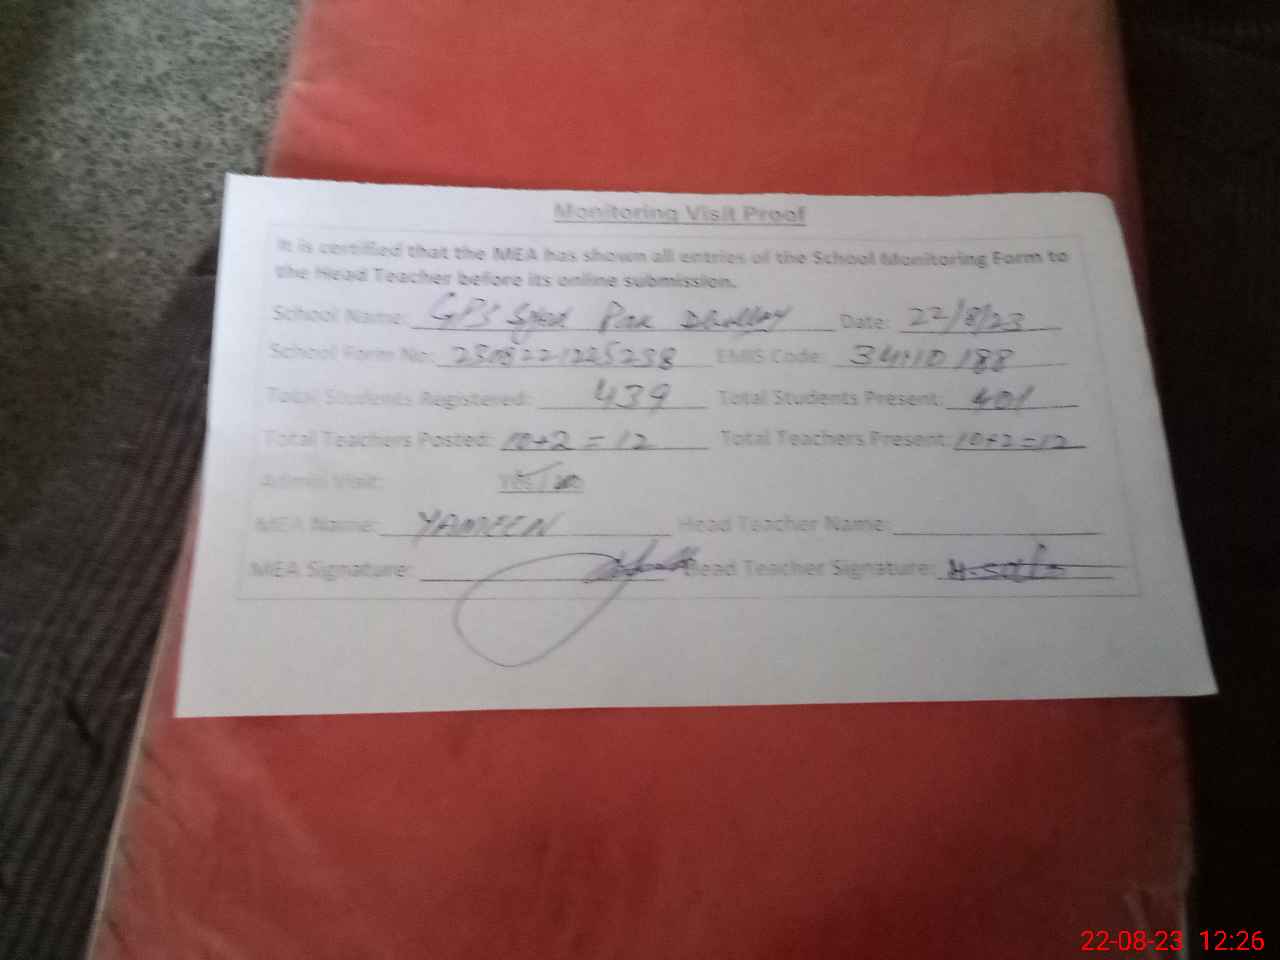 Monitoring Visit Proof
It is certified that the MEA has shown all entries of the School Monitoring Form to
the Head Teacher before its online submission.
School Name: GPS Syed Date: 22/8/23
School Form No: EMIS Code: 34110188
Total Students Registered: 439 Total Students Present: 401
Total Teachers Posted: 10+2=12 Total Teachers Present: 10+2=12
Admin Visit: Yes/No
MEA Name: YAMEEN Head Teacher Name:
MEA Signature: Head Teacher Signature:
22-08-23 12:26